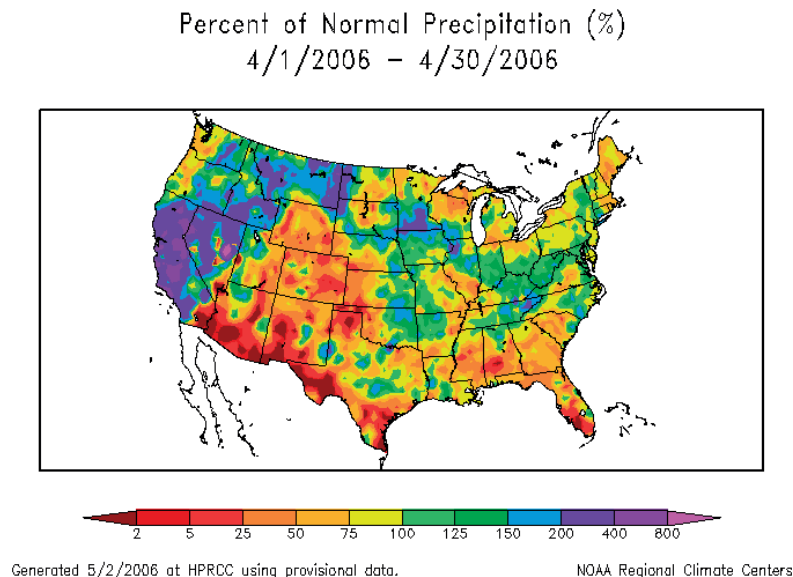 Percent of Normal Precipitation (%)
4/1/2006 – 4/30/2006
2 5 25 50 75 100 125 150 200 400 800
Generated 5/2/2006 at HPRCC using provisional data. NOAA Regional Climate Centers